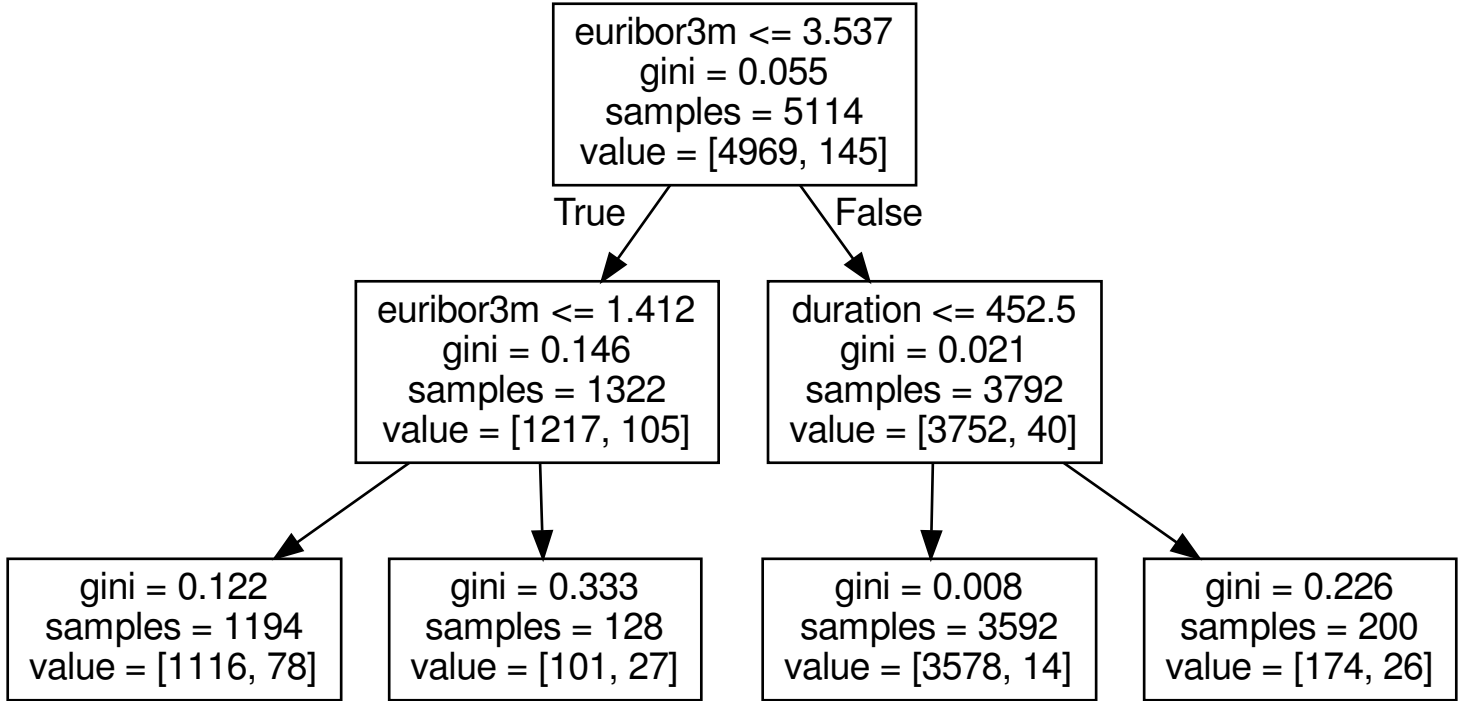 euribor3m <= 3.537
gini = 0.055
samples = 5114
value = [4969, 145]
True
False
euribor3m <= 1.412
gini = 0.146
samples = 1322
value = [1217, 105]
duration <= 452.5
gini = 0.021
samples = 3792
value = [3752, 40]
gini = 0.122
samples = 1194
value = [1116, 78]
gini = 0.333
samples = 128
value = [101, 27]
gini = 0.008
samples = 3592
value = [3578, 14]
gini = 0.226
samples = 200
value = [174, 26]